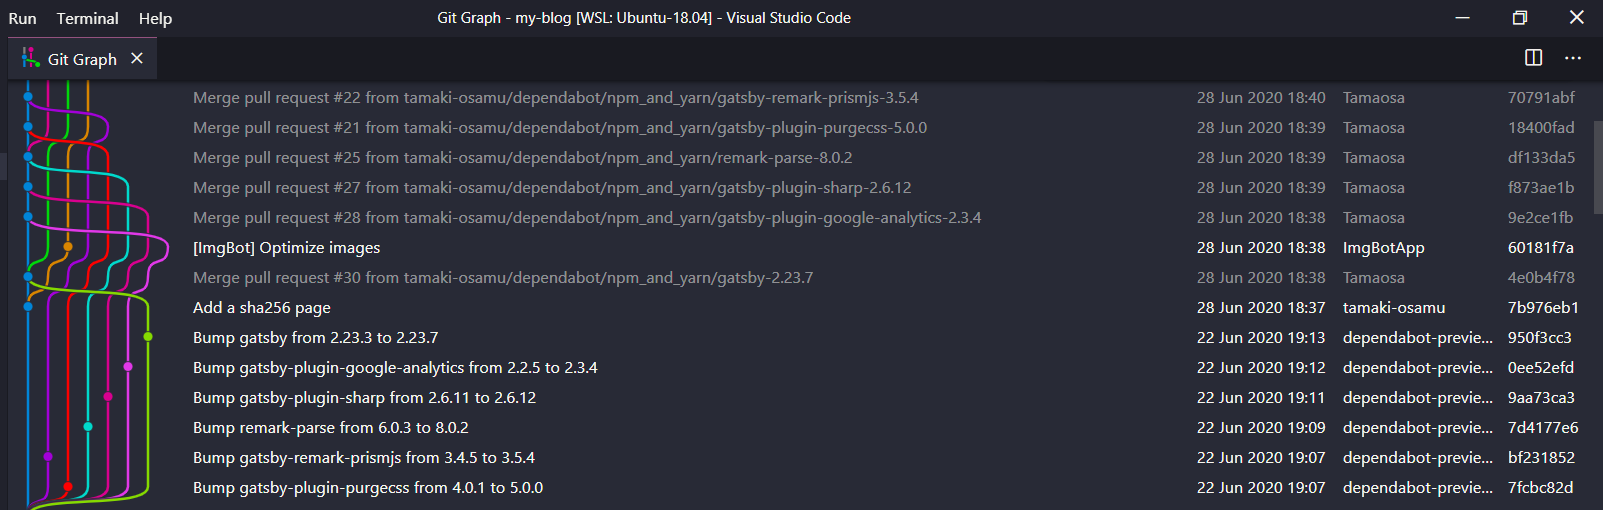 Run Terminal Help Git Graph - my-blog [WSL: Ubuntu-18.04] - Visual Studio Code
Git Graph
Merge pull request #22 from tamaki-osamu/dependabot/npm_and_yarn/gatsby-remark-prismjs-3.5.4 28 Jun 2020 18:40 Tamaosa 70791abf
Merge pull request #21 from tamaki-osamu/dependabot/npm_and_yarn/gatsby-plugin-purgecss-5.0.0 28 Jun 2020 18:39 Tamaosa 18400fad
Merge pull request #25 from tamaki-osamu/dependabot/npm_and_yarn/remark-parse-8.0.2 28 Jun 2020 18:39 Tamaosa df133da5
Merge pull request #27 from tamaki-osamu/dependabot/npm_and_yarn/gatsby-plugin-sharp-2.6.12 28 Jun 2020 18:39 Tamaosa f873ae1b
Merge pull request #28 from tamaki-osamu/dependabot/npm_and_yarn/gatsby-plugin-google-analytics-2.3.4 28 Jun 2020 18:38 Tamaosa 9e2ce1fb
[ImgBot] Optimize images 28 Jun 2020 18:38 ImgBotApp 60181f7a
Merge pull request #30 from tamaki-osamu/dependabot/npm_and_yarn/gatsby-2.23.7 28 Jun 2020 18:38 Tamaosa 4e0b4f78
Add a sha256 page 28 Jun 2020 18:37 tamaki-osamu 7b976eb1
Bump gatsby from 2.23.3 to 2.23.7 22 Jun 2020 19:13 dependabot-previe... 950f3cc3
Bump gatsby-plugin-google-analytics from 2.2.5 to 2.3.4 22 Jun 2020 19:12 dependabot-previe... 0ee52efd
Bump gatsby-plugin-sharp from 2.6.11 to 2.6.12 22 Jun 2020 19:11 dependabot-previe... 9aa73ca3
Bump remark-parse from 6.0.3 to 8.0.2 22 Jun 2020 19:09 dependabot-previe... 7d4177e6
Bump gatsby-remark-prismjs from 3.4.5 to 3.5.4 22 Jun 2020 19:07 dependabot-previe... bf231852
Bump gatsby-plugin-purgecss from 4.0.1 to 5.0.0 22 Jun 2020 19:07 dependabot-previe... 7fcbc82d